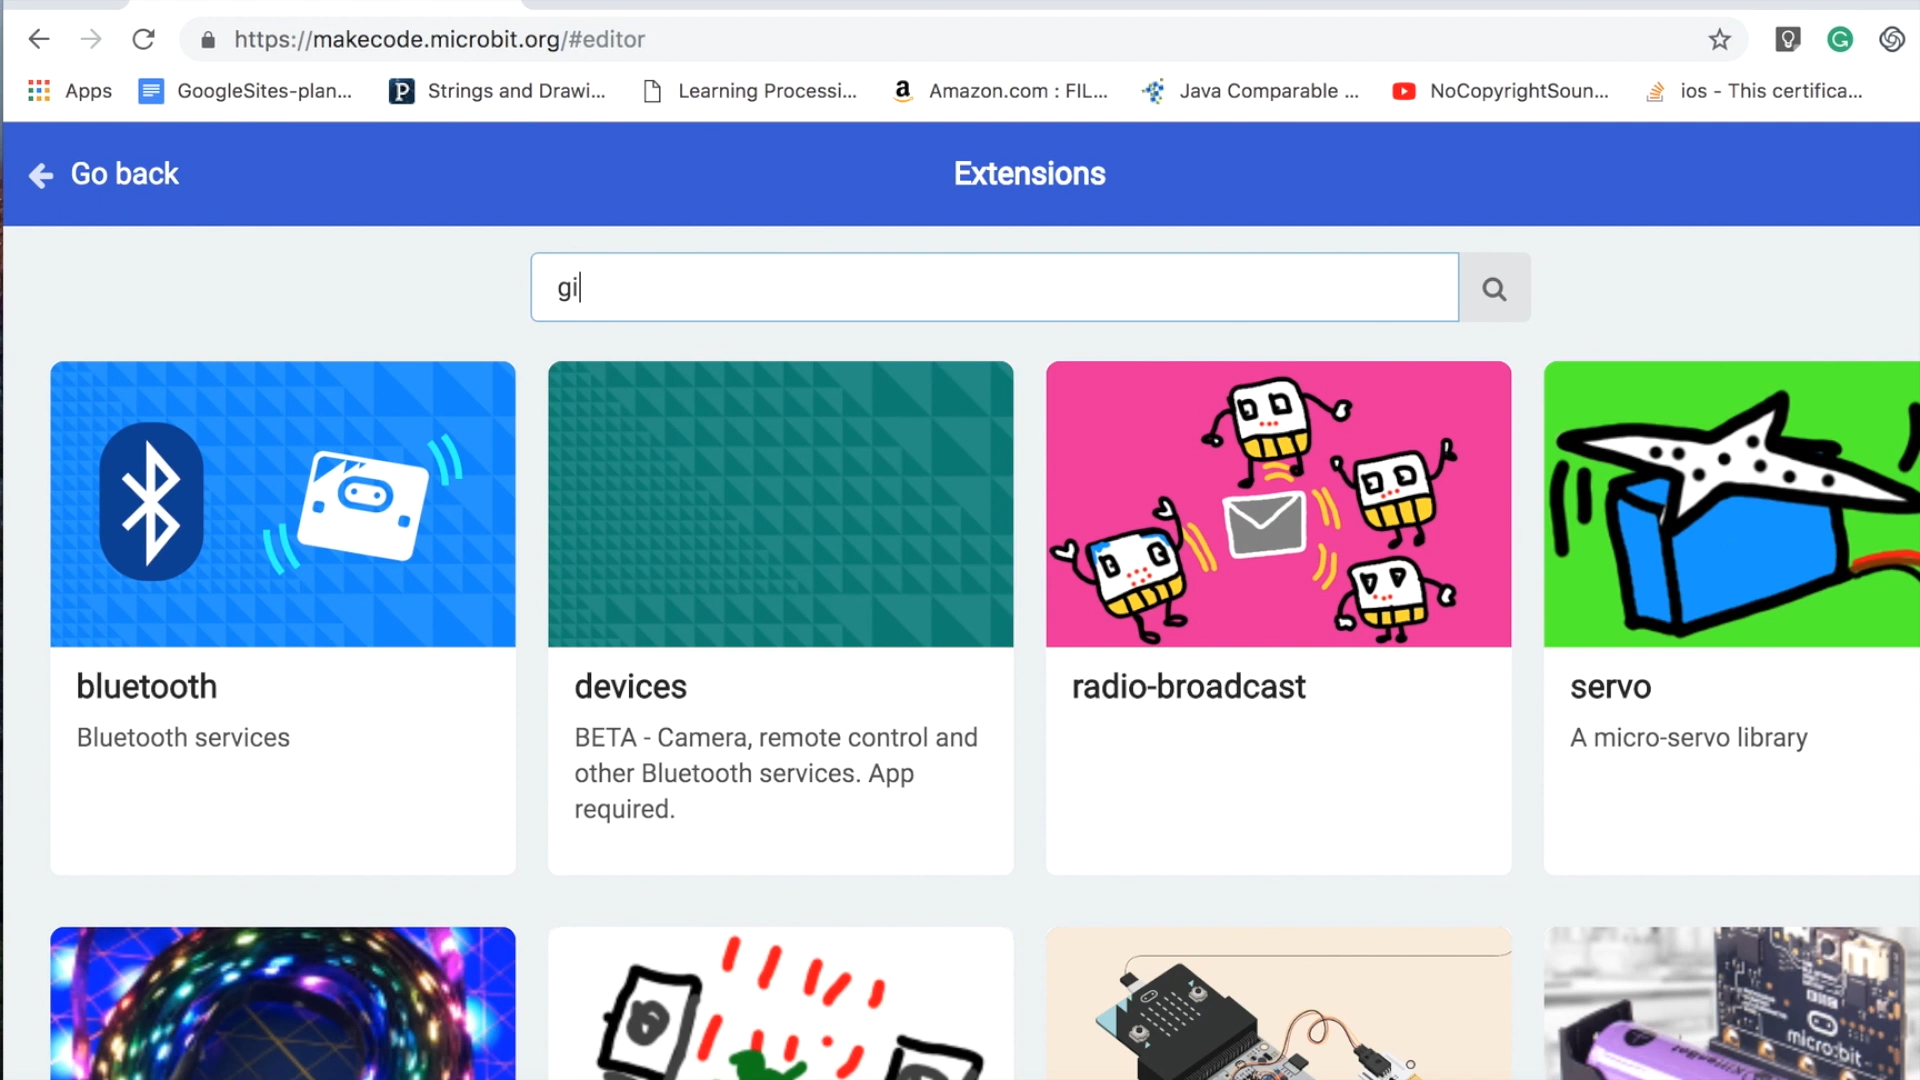 https://makecode.microbit.org/#editor
Apps GoogleSites-plan... Strings and Drawi... Learning Processi... Amazon.com : FIL... Java Comparable ... NoCopyrightSoun... ios - This certifica...
Go back
Extensions
gi
bluetooth
Bluetooth services
devices
BETA - Camera, remote control and
other Bluetooth services. App
required.
radio-broadcast
servo
A micro-servo library
micro:bit